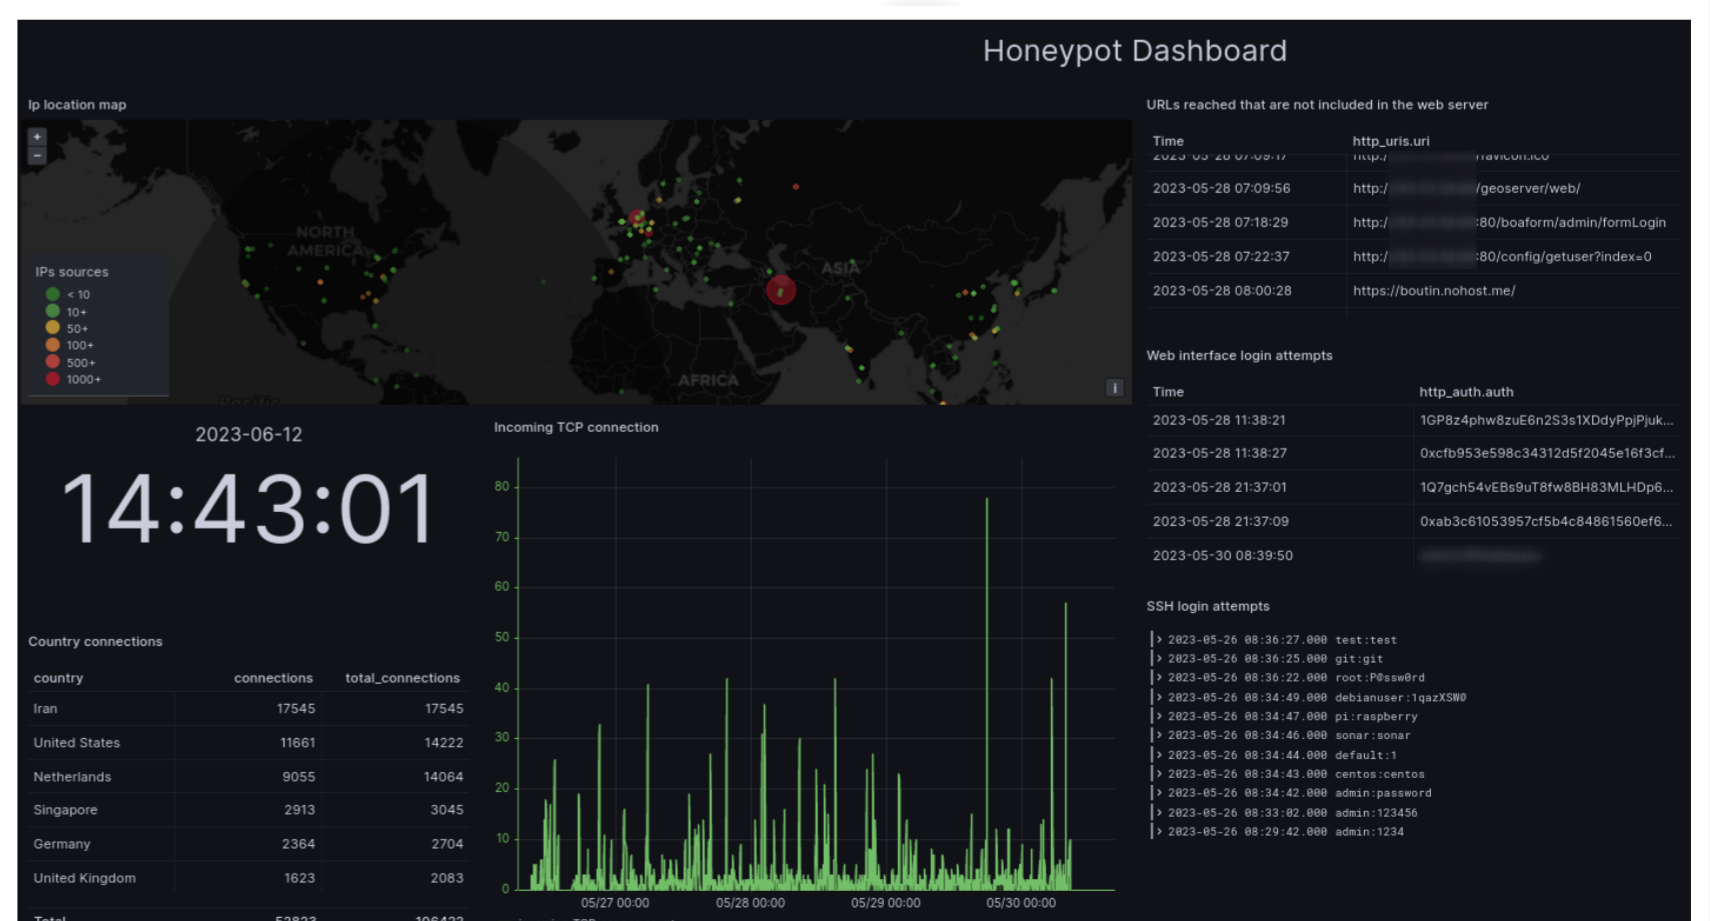 Honeypot Dashboard
Ip location map
+
−
NORTH
AMERICA
ASIA
AFRICA
Pacific
i
IPs sources
< 10
10+
50+
100+
500+
1000+
2023-06-12
14:43:01
Country connections
country connections total_connections
Iran 17545 17545
United States 11661 14222
Netherlands 9055 14064
Singapore 2913 3045
Germany 2364 2704
United Kingdom 1623 2083
Total 52823 106422
Incoming TCP connection
80
70
60
50
40
30
20
10
0
05/27 00:00 05/28 00:00 05/29 00:00 05/30 00:00
URLs reached that are not included in the web server
Time http_uris.uri
2023-05-28 07:09:17 http:/ /favicon.ico
2023-05-28 07:09:56 http:/ /geoserver/web/
2023-05-28 07:18:29 http:/ :80/boaform/admin/formLogin
2023-05-28 07:22:37 http:/ :80/config/getuser?index=0
2023-05-28 08:00:28 https://boutin.nohost.me/
Web interface login attempts
Time http_auth.auth
2023-05-28 11:38:21 1GP8z4phw8zuE6n2S3s1XDdyPpjPjuk...
2023-05-28 11:38:27 0xcfb953e598c34312d5f2045e16f3cf...
2023-05-28 21:37:01 1Q7gch54vEBs9uT8fw8BH83MLHDp6...
2023-05-28 21:37:09 0xab3c61053957cf5b4c84861560ef6...
2023-05-30 08:39:50
SSH login attempts
> 2023-05-26 08:36:27.000 test:test
> 2023-05-26 08:36:25.000 git:git
> 2023-05-26 08:36:22.000 root:P@ssw0rd
> 2023-05-26 08:34:49.000 debianuser:1qazXSW@
> 2023-05-26 08:34:47.000 pi:raspberry
> 2023-05-26 08:34:46.000 sonar:sonar
> 2023-05-26 08:34:44.000 default:1
> 2023-05-26 08:34:43.000 centos:centos
> 2023-05-26 08:34:42.000 admin:password
> 2023-05-26 08:33:02.000 admin:123456
> 2023-05-26 08:29:42.000 admin:1234